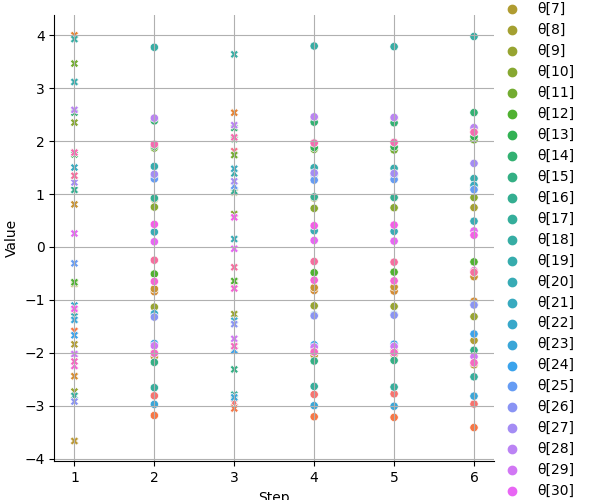 4
3
2
1
0
−1
−2
−3
−4
Value
1 2 3 4 5 6
Step
θ[7]
θ[8]
θ[9]
θ[10]
θ[11]
θ[12]
θ[13]
θ[14]
θ[15]
θ[16]
θ[17]
θ[18]
θ[19]
θ[20]
θ[21]
θ[22]
θ[23]
θ[24]
θ[25]
θ[26]
θ[27]
θ[28]
θ[29]
θ[30]